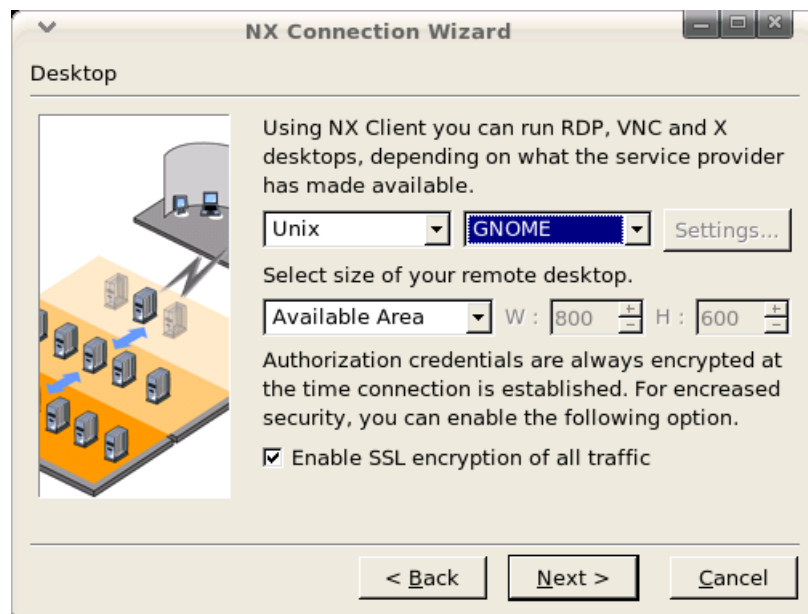 NX Connection Wizard
Desktop
Using NX Client you can run RDP, VNC and X
desktops, depending on what the service provider
has made available.
Unix GNOME Settings...
Select size of your remote desktop.
Available Area W : 800 H : 600
Authorization credentials are always encrypted at
the time connection is established. For encreased
security, you can enable the following option.
Enable SSL encryption of all traffic
< Back Next > Cancel